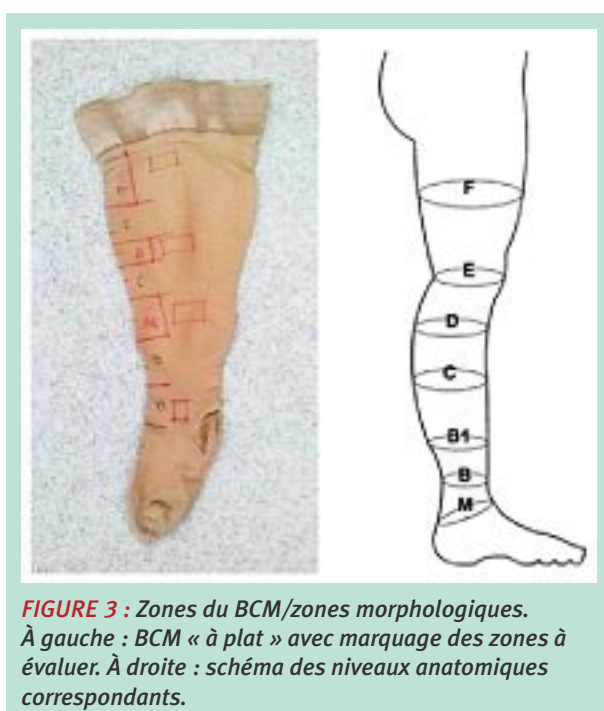 F
E
D
C
B1
B
M
FIGURE 3 : Zones du BCM/zones morphologiques.
À gauche : BCM « à plat » avec marquage des zones à
évaluer. À droite : schéma des niveaux anatomiques
correspondants.